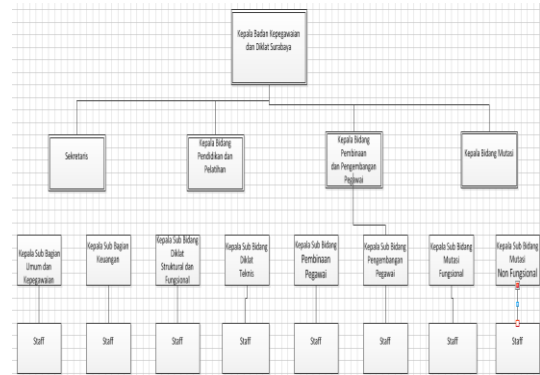 Kepala Badan Kepegawaian
dan Diklat Surabaya
Sekretaris
Kepala Bidang
Pendidikan dan
Pelatihan
Kepala Bidang
Pembinaan
dan Pengembangan
Pegawai
Kepala Bidang Mutasi
Kepala Sub Bagian
Umum dan
Kepegawaian
Kepala Sub Bagian
Keuangan
Kepala Sub Bidang
Diklat
Struktural dan
Fungsional
Kepala Sub Bidang
Diklat
Teknis
Kepala Sub Bidang
Pembinaan
Pegawai
Kepala Sub Bidang
Pengembangan
Pegawai
Kepala Sub Bidang
Mutasi
Fungsional
Kepala Sub Bidang
Mutasi
Non Fungsional
Staff
Staff
Staff
Staff
Staff
Staff
Staff
Staff